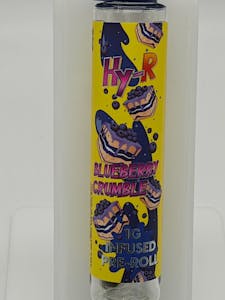 Hy-R
BLUEBERRY
CRUMBLE
1G
INFUSED
PRE-ROLL